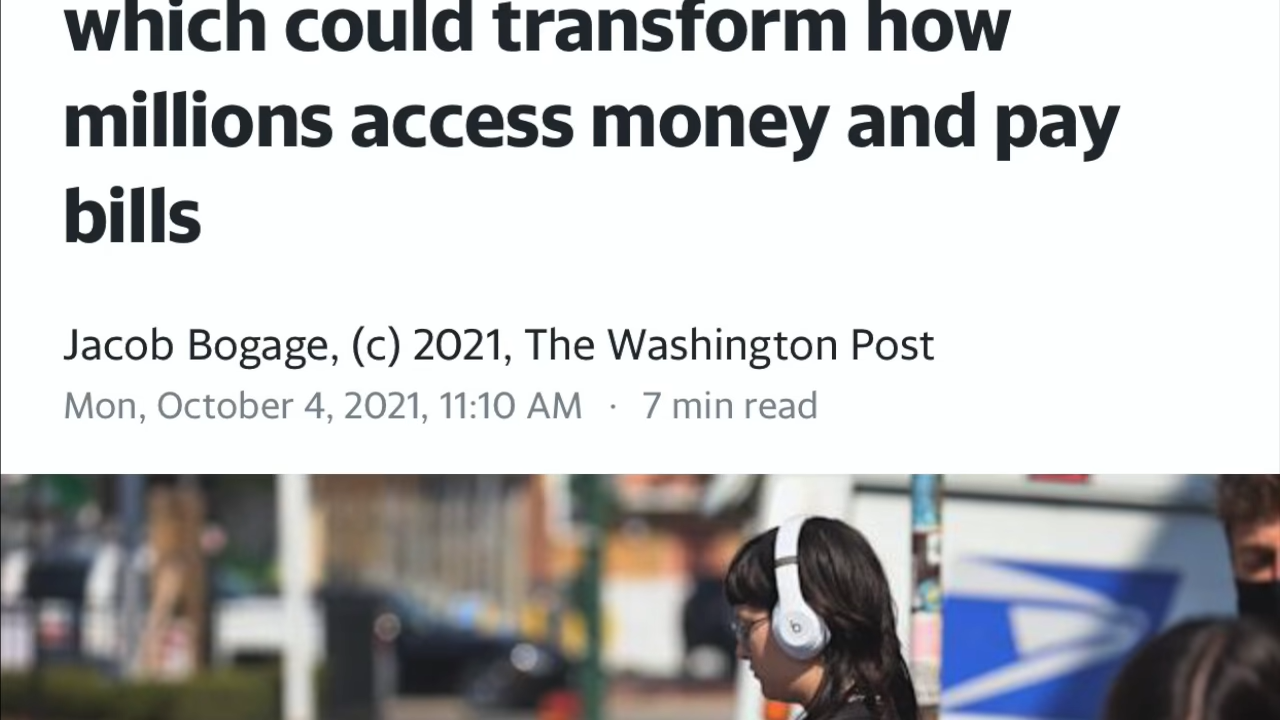 which could transform how
millions access money and pay
bills
Jacob Bogage, (c) 2021, The Washington Post
Mon, October 4, 2021, 11:10 AM · 7 min read